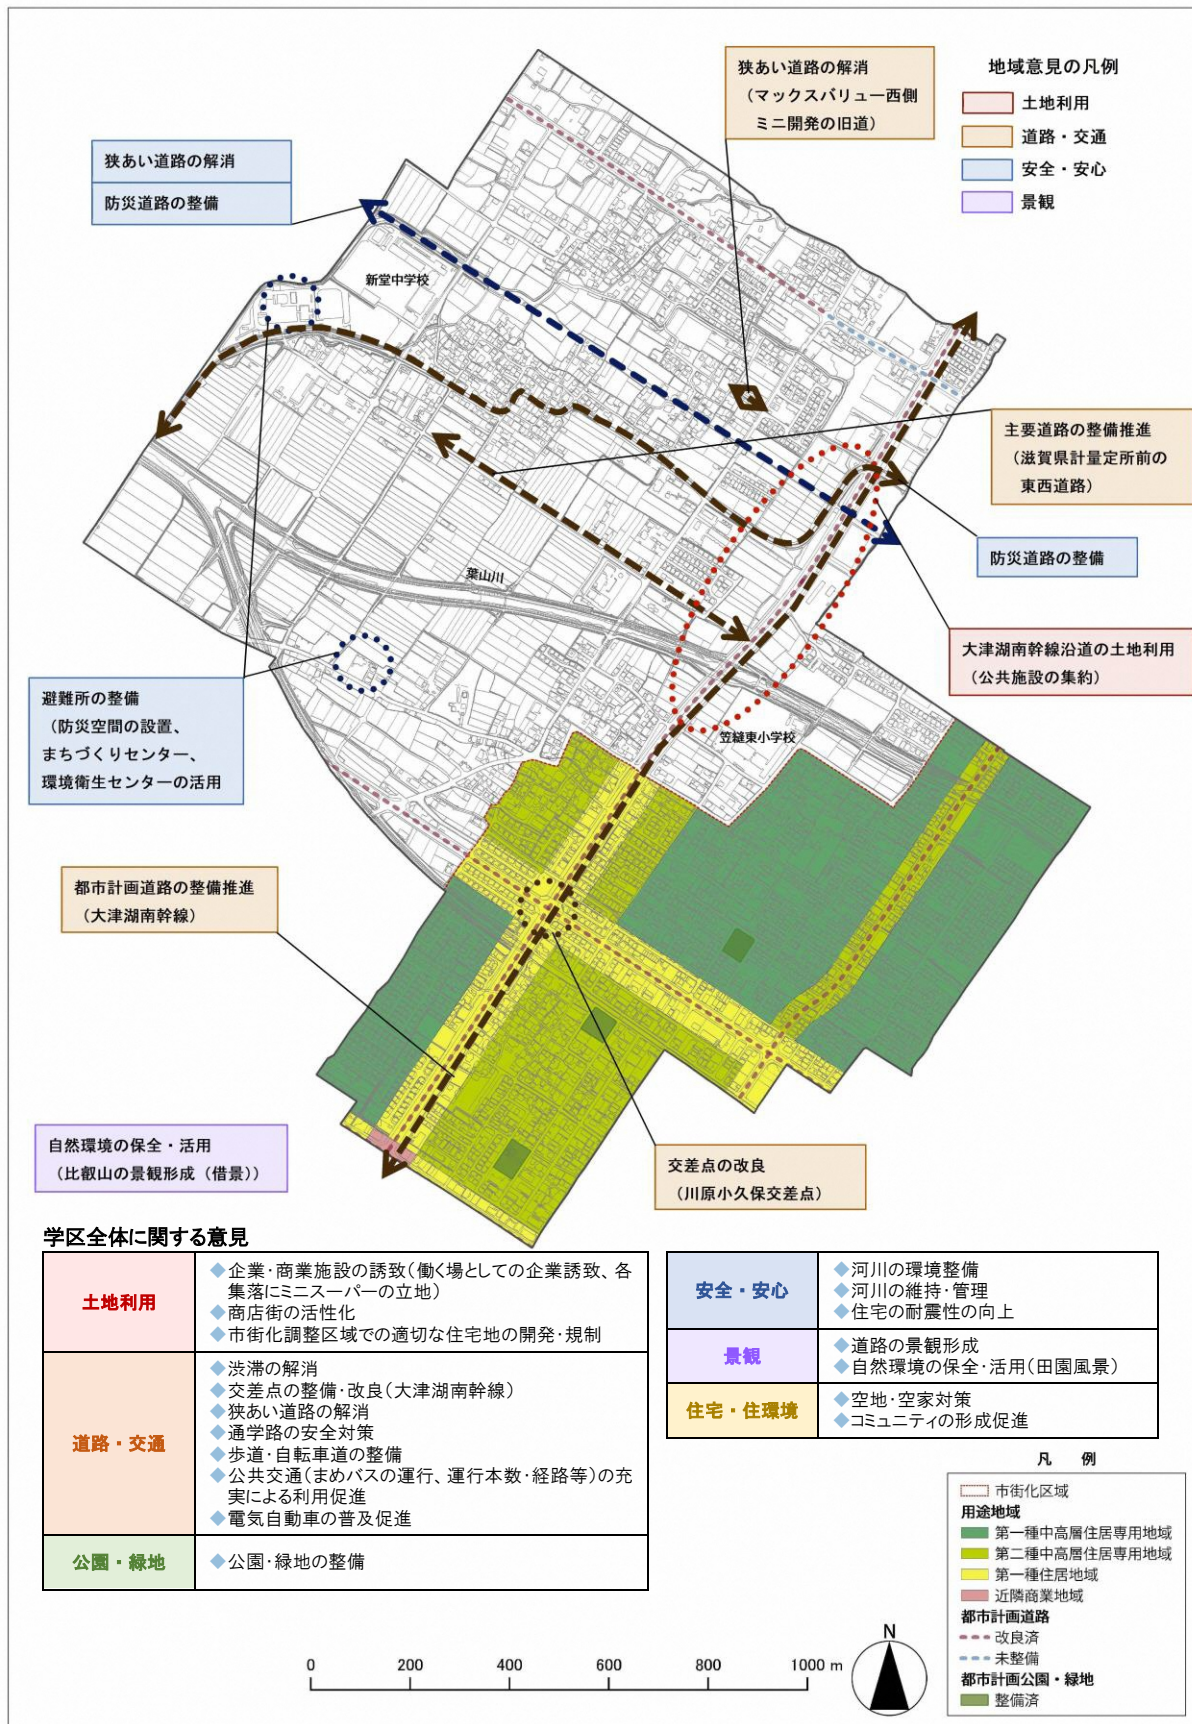 狭あい道路の解消
（マックスバリュー西側
ミニ開発の旧道）
地域意見の凡例
土地利用
道路・交通
安全・安心
景観
狭あい道路の解消
防災道路の整備
新堂中学校
主要道路の整備推進
（滋賀県計量定所前の
東西道路）
防災道路の整備
葉山川
大津湖南幹線沿道の土地利用
（公共施設の集約）
避難所の整備
（防災空間の設置、
まちづくりセンター、
環境衛生センターの活用
笠縫東小学校
都市計画道路の整備推進
（大津湖南幹線）
自然環境の保全・活用
（比叡山の景観形成（借景））
交差点の改良
（川原小久保交差点）
学区全体に関する意見
土地利用
◆企業・商業施設の誘致（働く場としての企業誘致、各
集落にミニスーパーの立地）
◆商店街の活性化
◆市街化調整区域での適切な住宅地の開発・規制
道路・交通
◆渋滞の解消
◆交差点の整備・改良（大津湖南幹線）
◆狭あい道路の解消
◆通学路の安全対策
◆歩道・自転車道の整備
◆公共交通（まめバスの運行、運行本数・経路等）の充
実による利用促進
◆電気自動車の普及促進
公園・緑地
◆公園・緑地の整備
安全・安心
◆河川の環境整備
◆河川の維持・管理
◆住宅の耐震性の向上
景観
◆道路の景観形成
◆自然環境の保全・活用（田園風景）
住宅・住環境
◆空地・空家対策
◆コミュニティの形成促進
凡　例
市街化区域
用途地域
第一種中高層住居専用地域
第二種中高層住居専用地域
第一種住居地域
近隣商業地域
都市計画道路
改良済
未整備
都市計画公園・緑地
整備済
0 200 400 600 800 1000 m
N